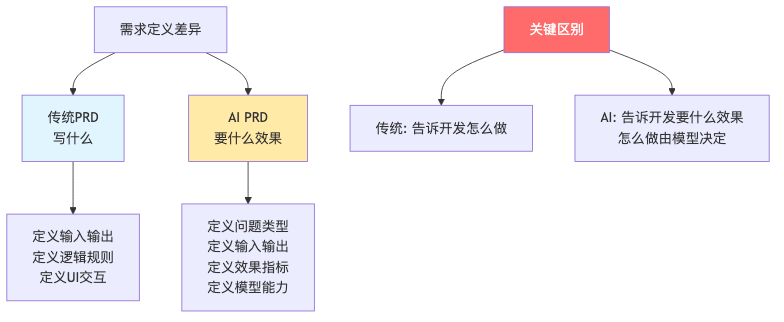 需求定义差异
关键区别
传统PRD
写什么
AI PRD
要什么效果
传统: 告诉开发怎么做
AI: 告诉开发要什么效果
怎么做由模型决定
定义输入输出
定义逻辑规则
定义UI交互
定义问题类型
定义输入输出
定义效果指标
定义模型能力